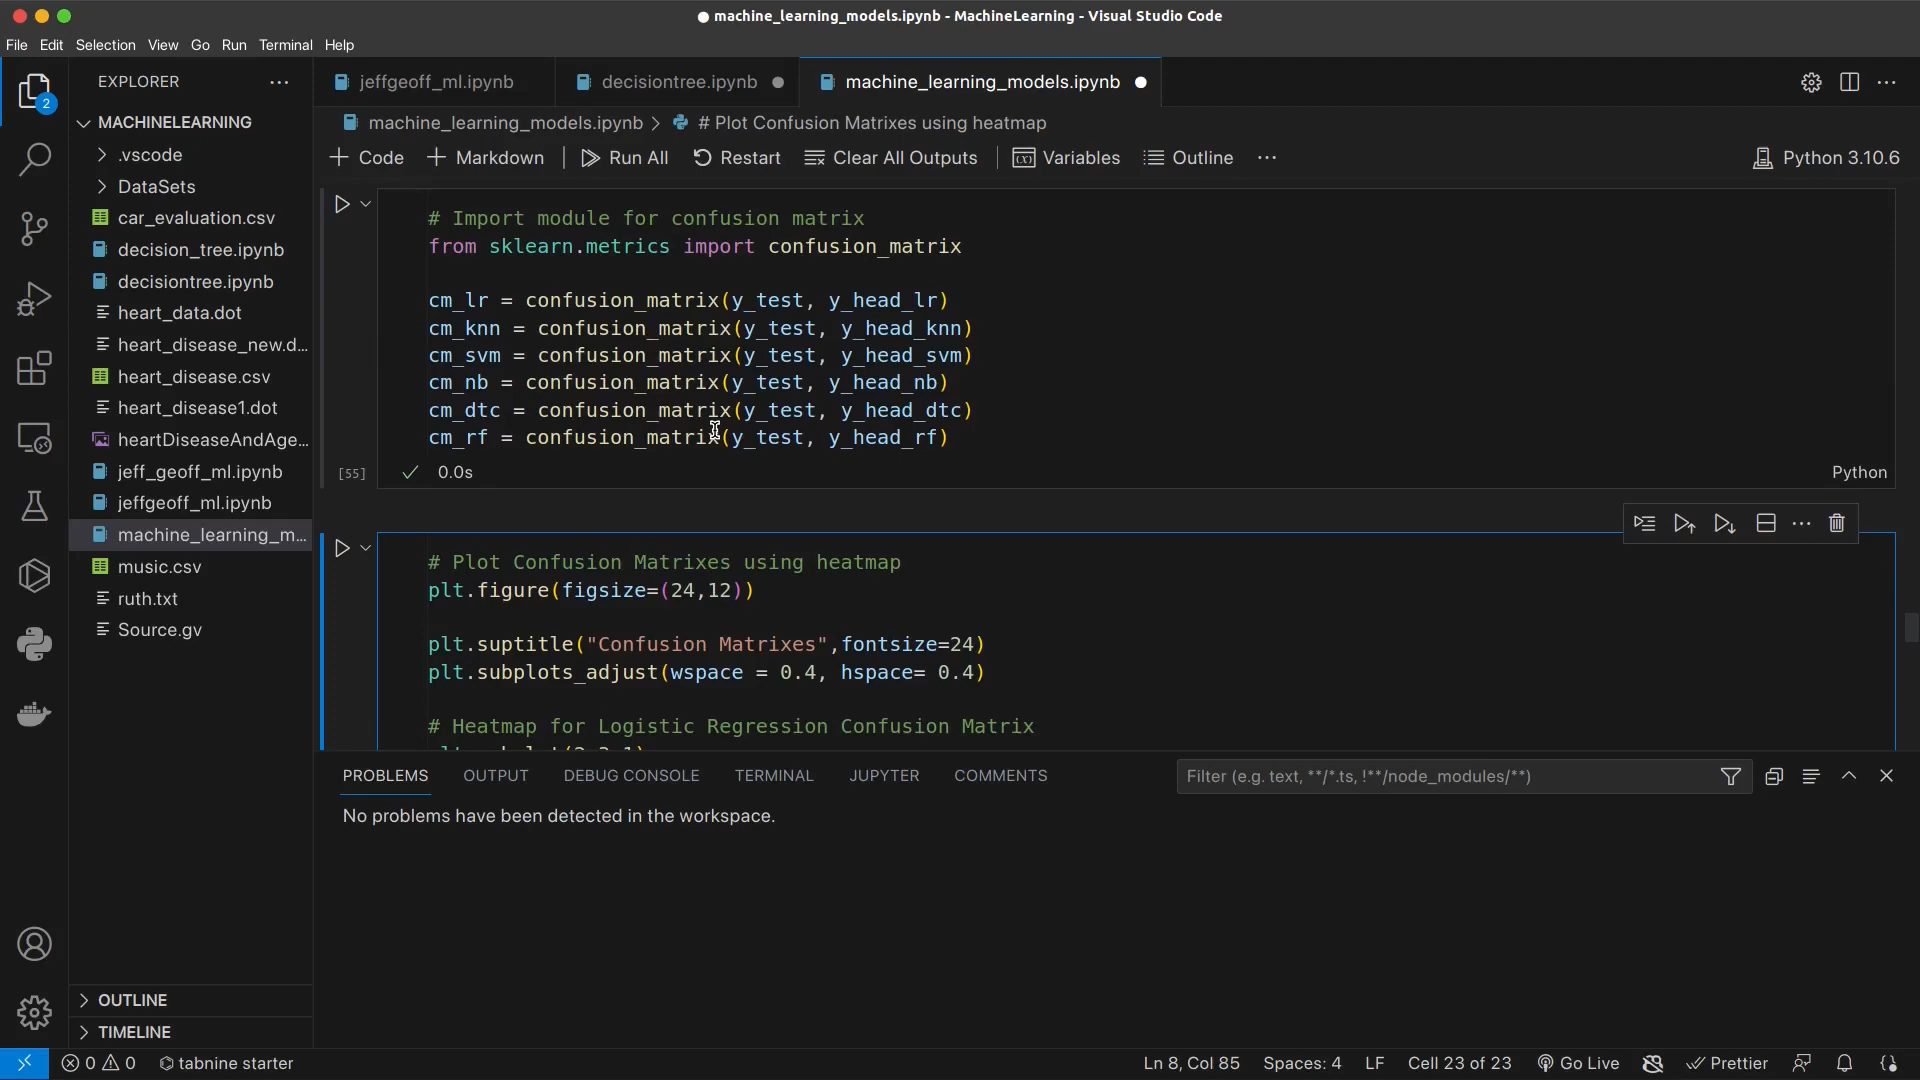 machine_learning_models.ipynb - MachineLearning - Visual Studio Code
File Edit Selection View Go Run Terminal Help
2
EXPLORER
MACHINELEARNING
.vscode
DataSets
car_evaluation.csv
decision_tree.ipynb
decisiontree.ipynb
heart_data.dot
heart_disease_new.d...
heart_disease.csv
heart_disease1.dot
heartDiseaseAndAge...
jeff_geoff_ml.ipynb
jeffgeoff_ml.ipynb
machine_learning_m...
music.csv
ruth.txt
Source.gv
OUTLINE
TIMELINE
jeffgeoff_ml.ipynb decisiontree.ipynb machine_learning_models.ipynb
machine_learning_models.ipynb > # Plot Confusion Matrixes using heatmap
+ Code + Markdown | Run All Restart Clear All Outputs | Variables Outline ... Python 3.10.6
# Import module for confusion matrix
from sklearn.metrics import confusion_matrix
cm_lr = confusion_matrix(y_test, y_head_lr)
cm_knn = confusion_matrix(y_test, y_head_knn)
cm_svm = confusion_matrix(y_test, y_head_svm)
cm_nb = confusion_matrix(y_test, y_head_nb)
cm_dtc = confusion_matrix(y_test, y_head_dtc)
cm_rf = confusion_matrix(y_test, y_head_rf)
[55] ✓ 0.0s Python
# Plot Confusion Matrixes using heatmap
plt.figure(figsize=(24,12))
plt.suptitle("Confusion Matrixes",fontsize=24)
plt.subplots_adjust(wspace = 0.4, hspace= 0.4)
# Heatmap for Logistic Regression Confusion Matrix
PROBLEMS OUTPUT DEBUG CONSOLE TERMINAL JUPYTER COMMENTS Filter (e.g. text, **/*.ts, !**/node_modules/**)
No problems have been detected in the workspace.
0 0 tabnine starter Ln 8, Col 85 Spaces: 4 LF Cell 23 of 23 Go Live Prettier